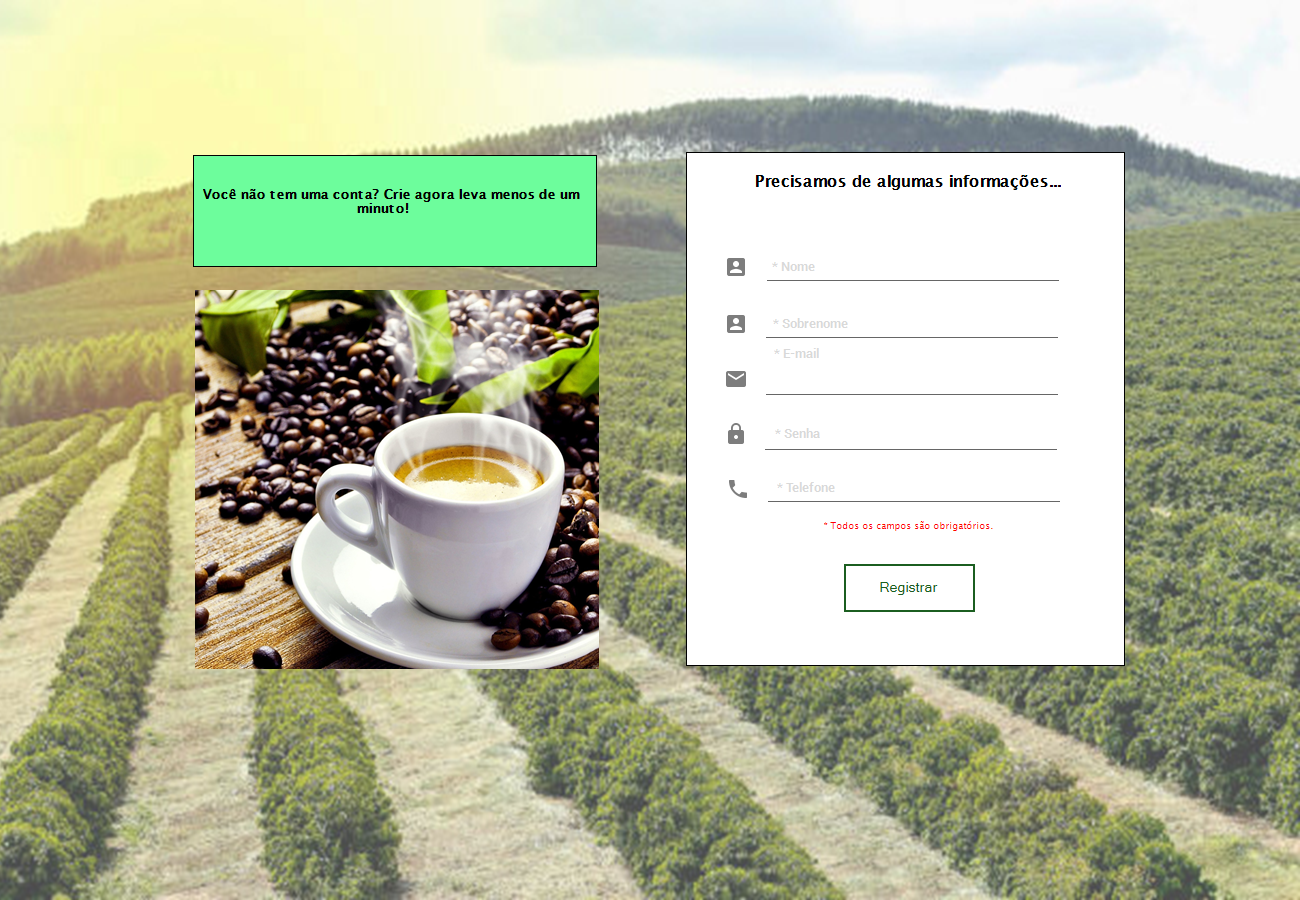 Você não tem uma conta? Crie agora leva menos de um
minuto!
Precisamos de algumas informações...
* Nome
* Sobrenome
* E-mail
* Senha
* Telefone
* Todos os campos são obrigatórios.
Registrar